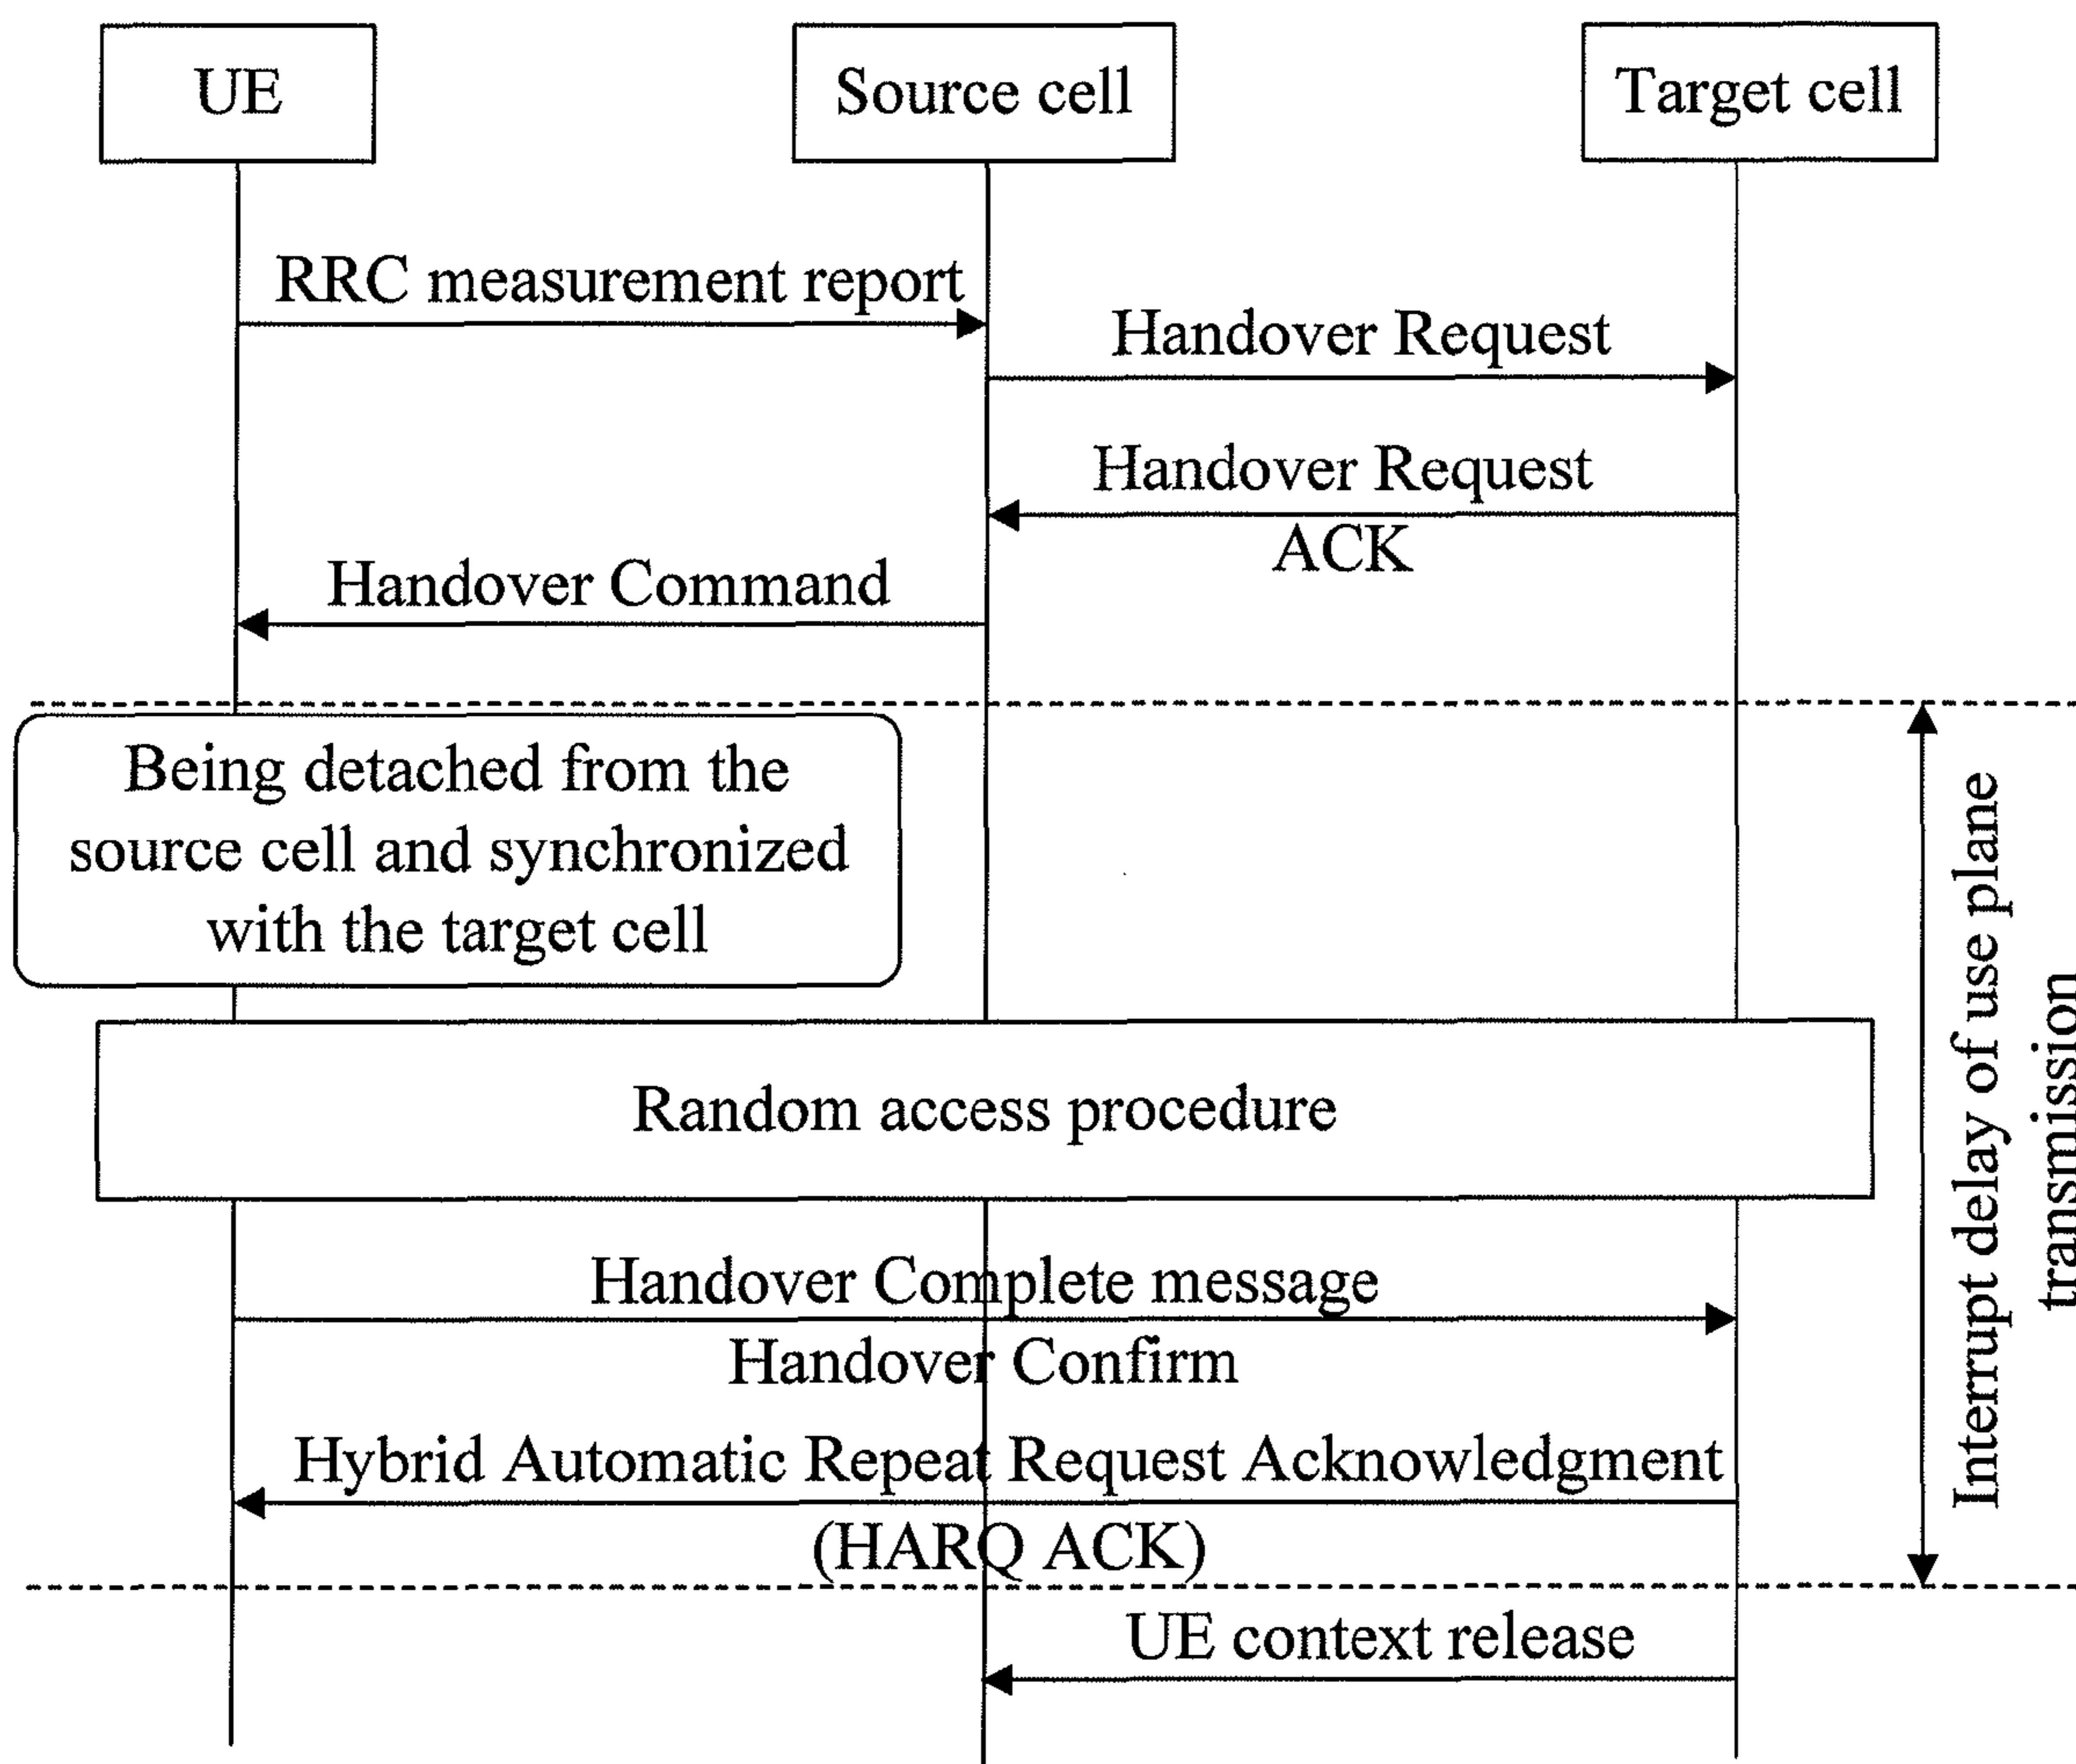 UE
Source cell
Target cell
RRC measurement report
Handover Request
Handover Request
ACK
Handover Command
Being detached from the
source cell and synchronized
with the target cell
Random access procedure
Handover Complete message
Handover Confirm
Hybrid Automatic Repeat Request Acknowledgment
(HARQ ACK)
UE context release
Interrupt delay of use plane
transmission